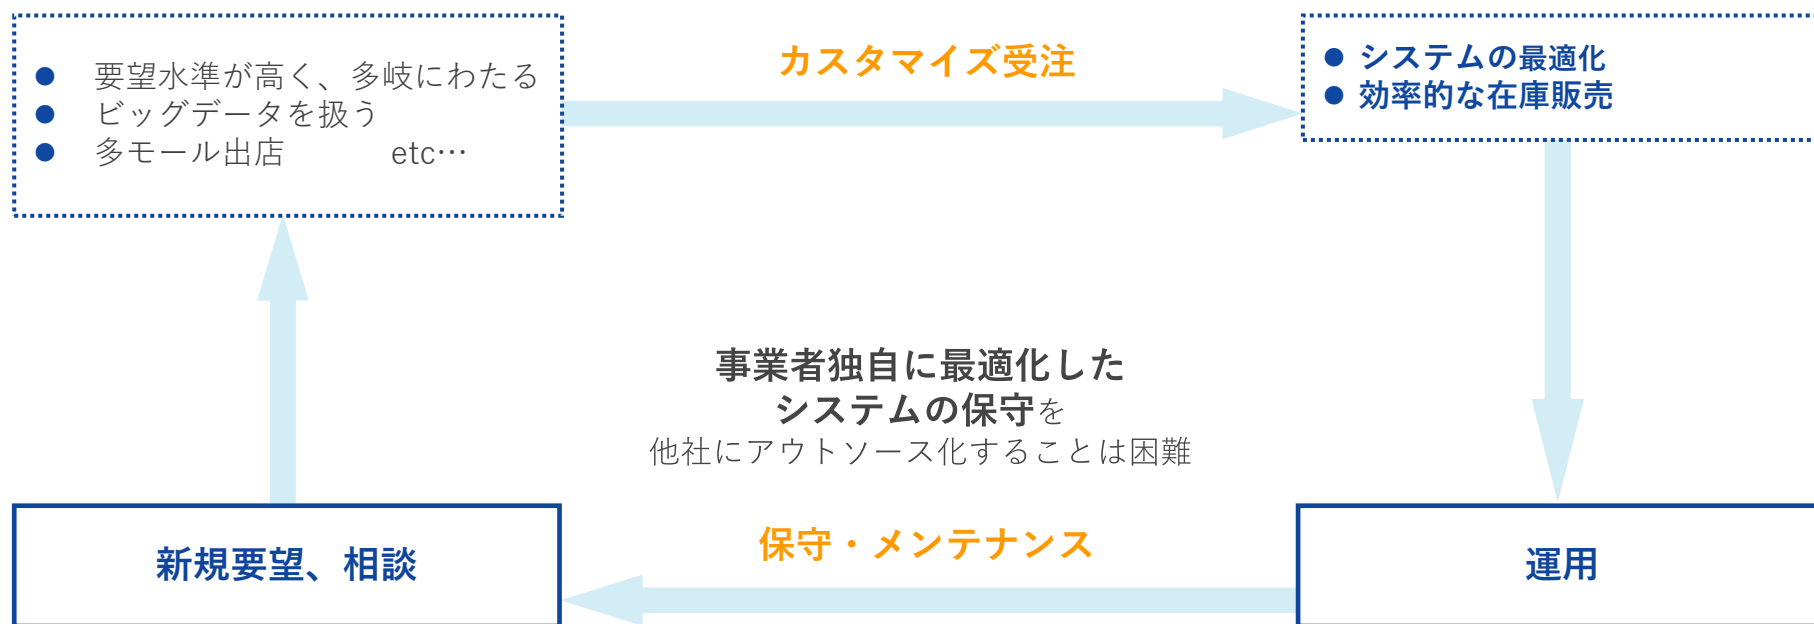 ● 要望水準が高く、多岐にわたる
● ビッグデータを扱う
● 多モール出店 etc…
カスタマイズ受注
● システムの最適化
● 効率的な在庫販売
事業者独自に最適化した
システムの保守を
他社にアウトソース化することは困難
新規要望、相談
保守・メンテナンス
運用